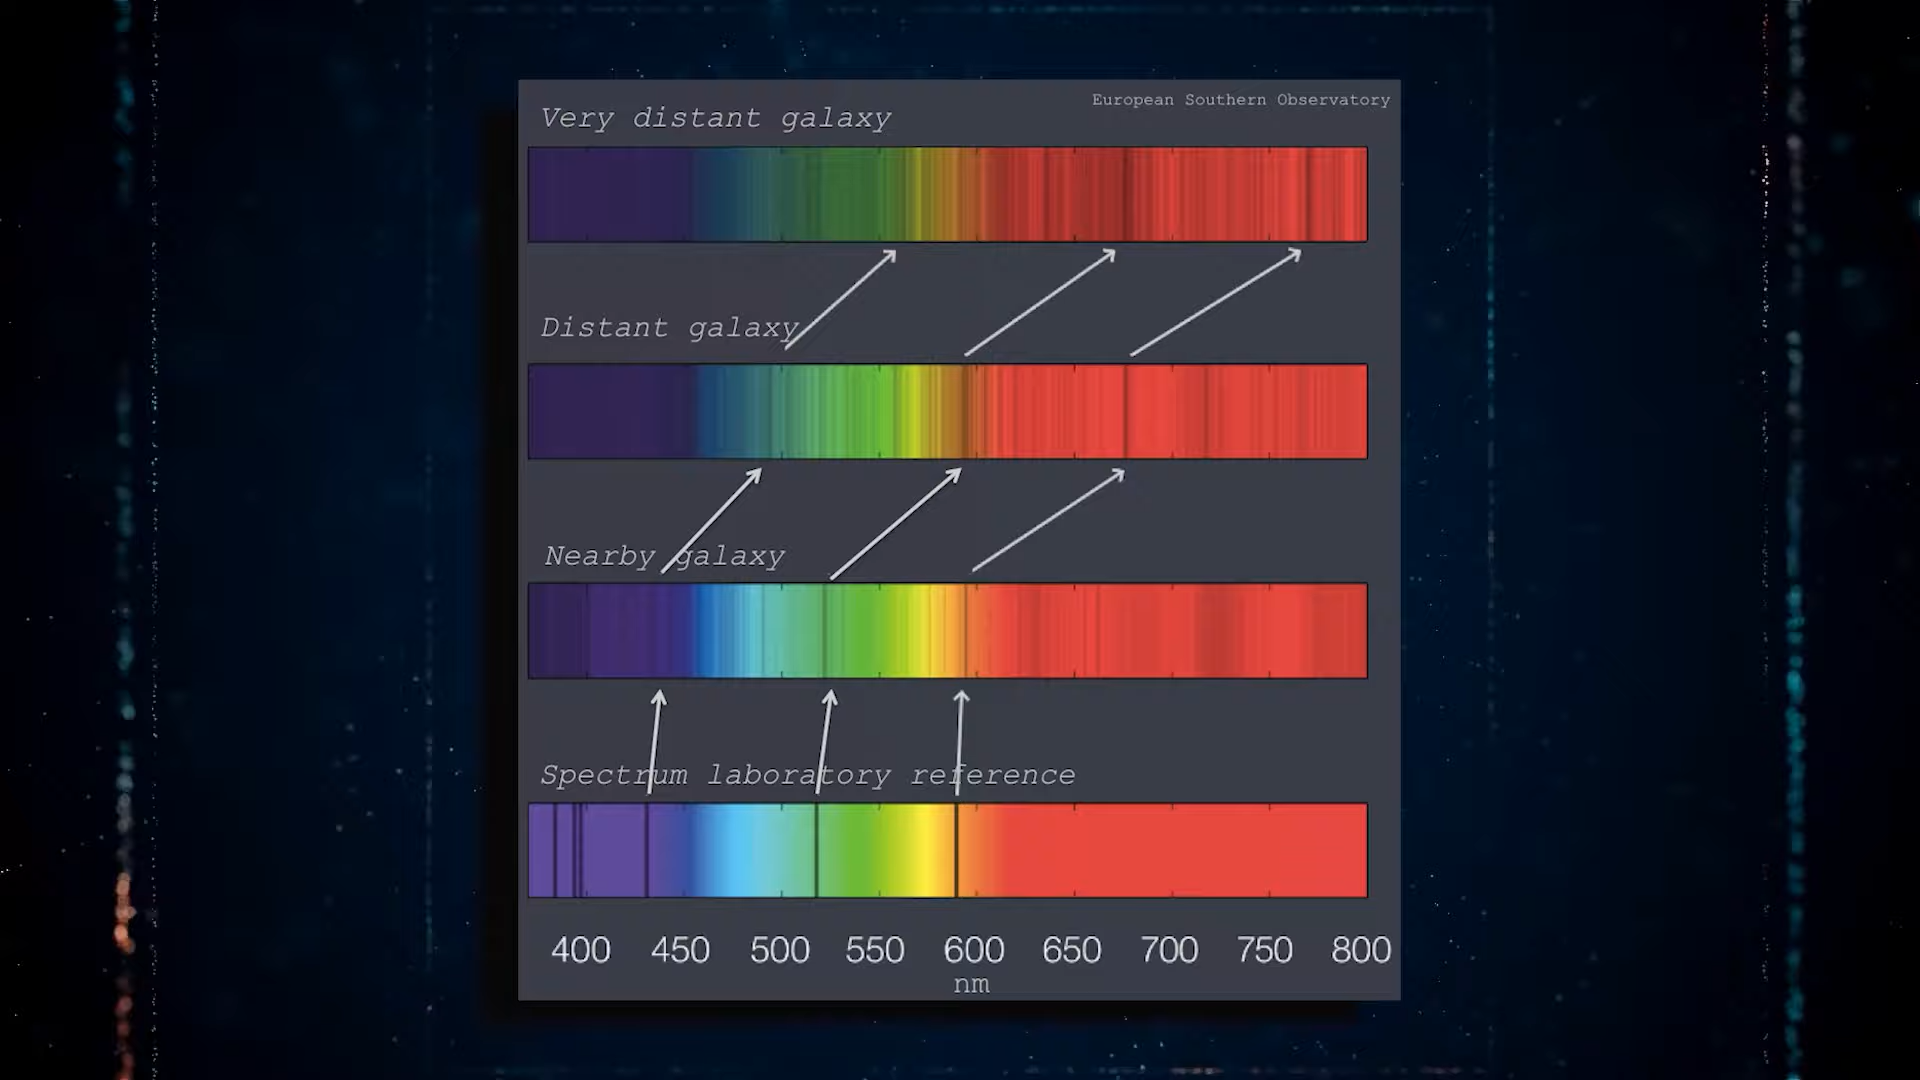 European Southern Observatory
Very distant galaxy
Distant galaxy
Nearby galaxy
Spectrum laboratory reference
400 450 500 550 600 650 700 750 800
nm